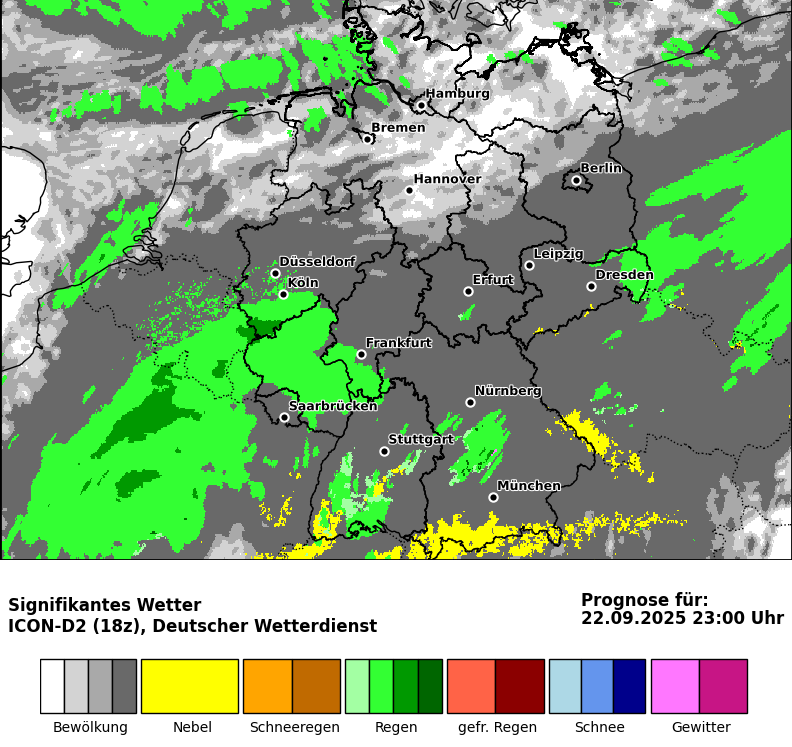 Hamburg
Bremen
Berlin
Hannover
Leipzig
Düsseldorf
Dresden
Köln
Erfurt
Frankfurt
Nürnberg
Saarbrücken
Stuttgart
München
Signifikantes Wetter
ICON-D2 (18z), Deutscher Wetterdienst
Prognose für:
22.09.2025 23:00 Uhr
Bewölkung Nebel Schneeregen Regen gefr. Regen Schnee Gewitter